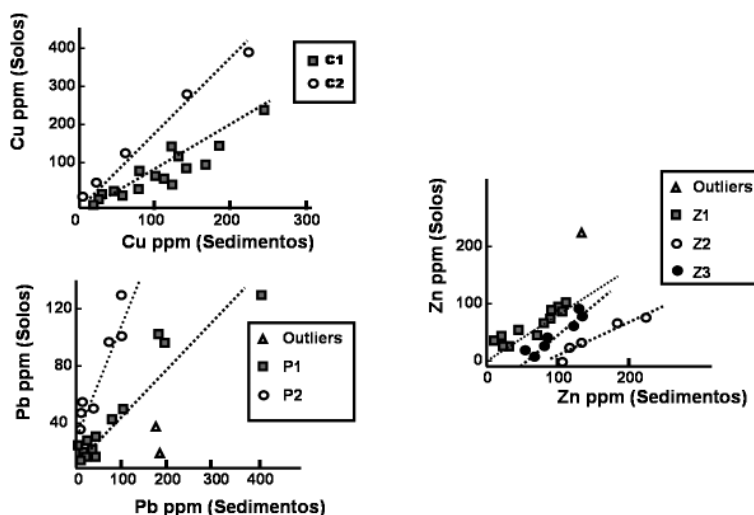 Cu ppm (Solos)
400
300
200
100
0
100
200
300
Cu ppm (Sedimentos)
C1
C2
Pb ppm (Solos)
120
80
40
0
100
200
300
400
Pb ppm (Sedimentos)
Outliers
P1
P2
Zn ppm (Solos)
200
100
0
0
100
200
Zn ppm (Sedimentos)
Outliers
Z1
Z2
Z3